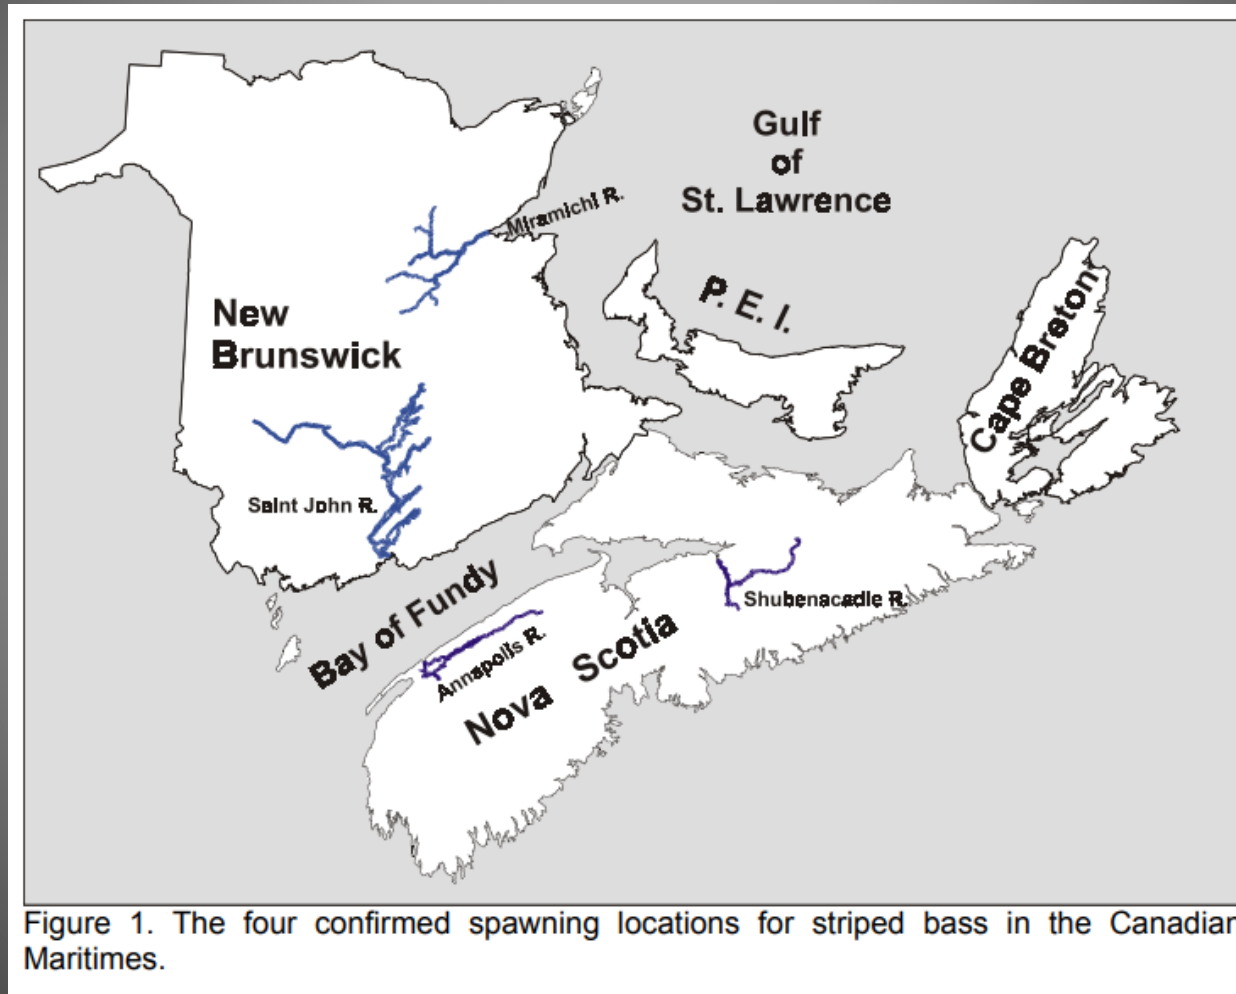 Gulf
of
St. Lawrence
Miramichi R.
P. E. I.
New
Brunswick
Cape Breton
Saint John R.
Bay of Fundy
Shubenacadie R.
Annapolis R.
Nova Scotia
Figure 1. The four confirmed spawning locations for striped bass in the Canadian
Maritimes.